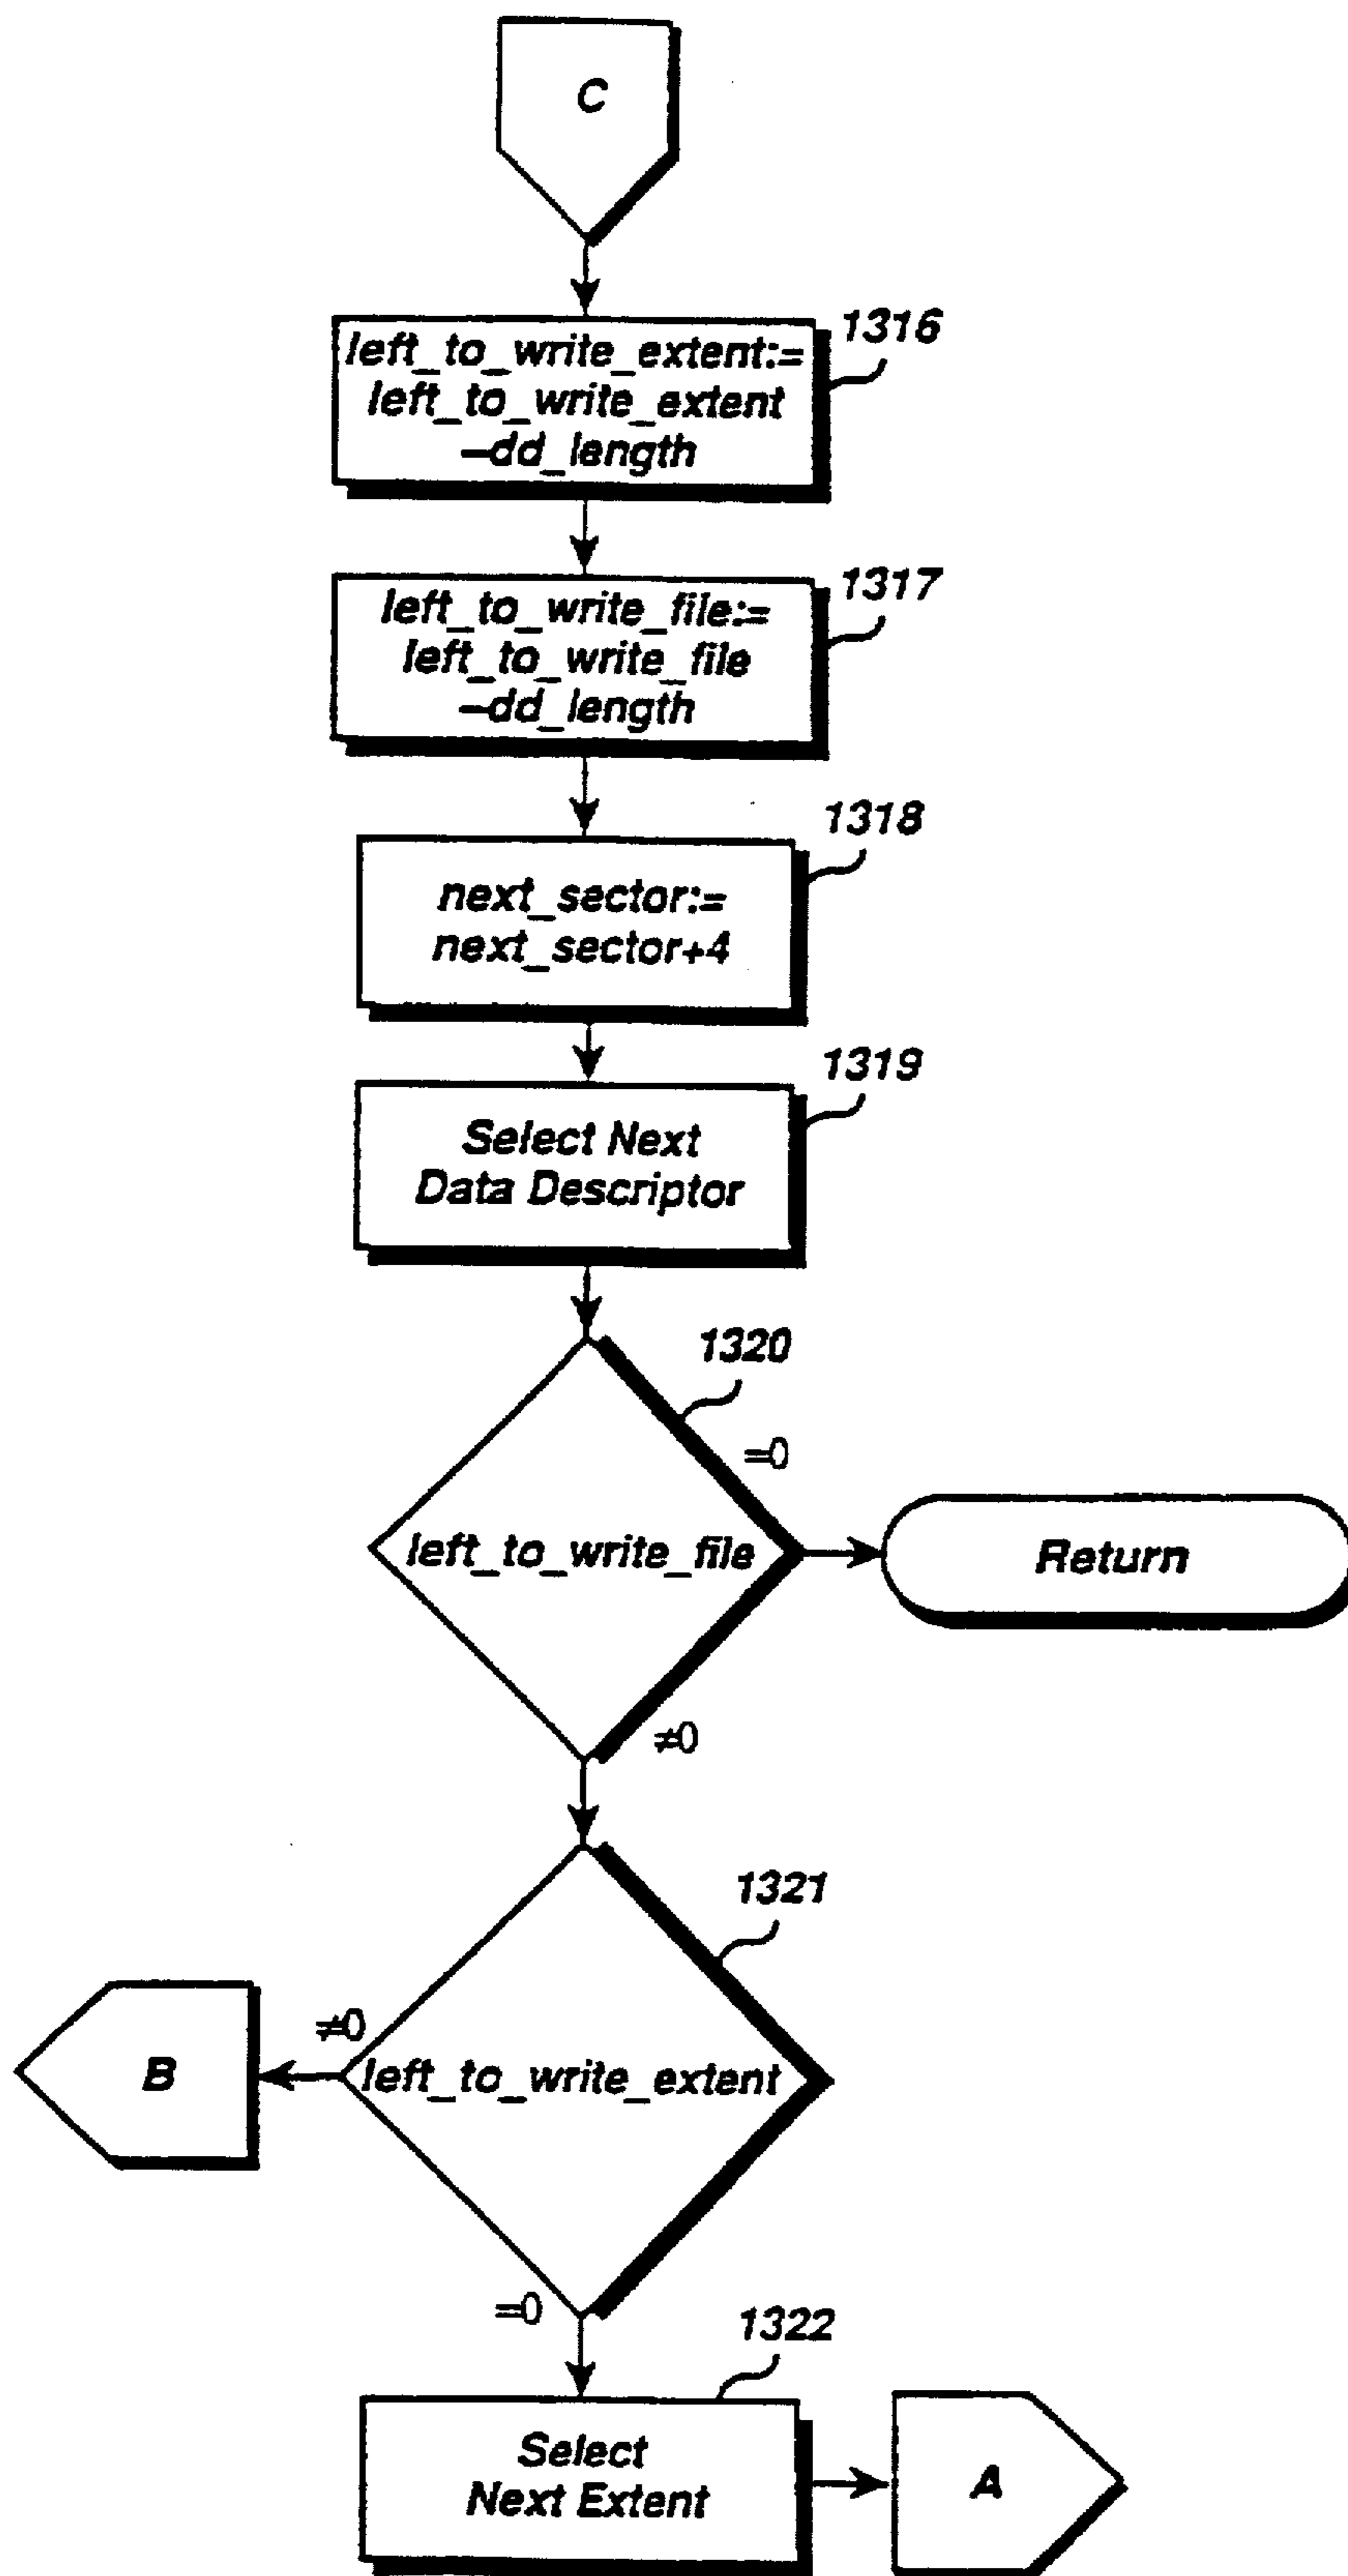 C
1316
left_to_write_extent:=
left_to_write_extent
–dd_length
1317
left_to_write_file:=
left_to_write_file
–dd_length
1318
next_sector:=
next_sector+4
1319
Select Next
Data Descriptor
1320
=0
left_to_write_file
Return
≠0
1321
≠0
B
left_to_write_extent
=0
1322
Select
Next Extent
A